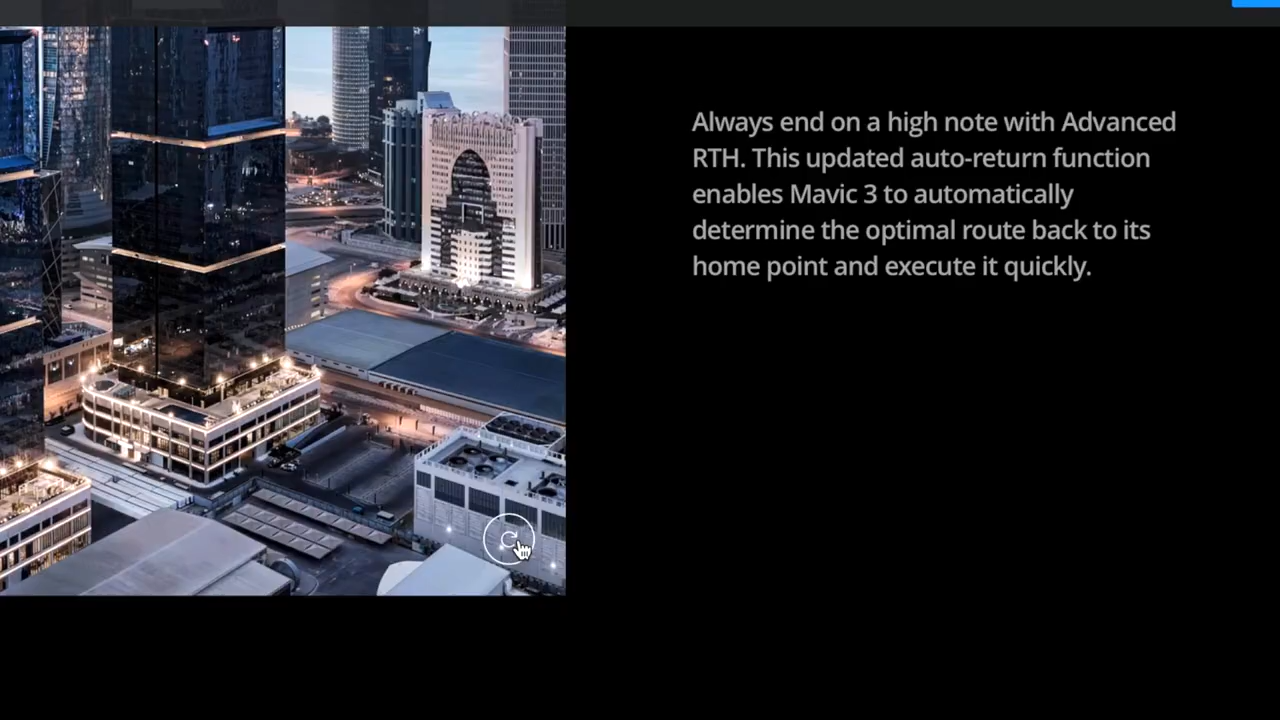 Always end on a high note with Advanced
RTH. This updated auto-return function
enables Mavic 3 to automatically
determine the optimal route back to its
home point and execute it quickly.